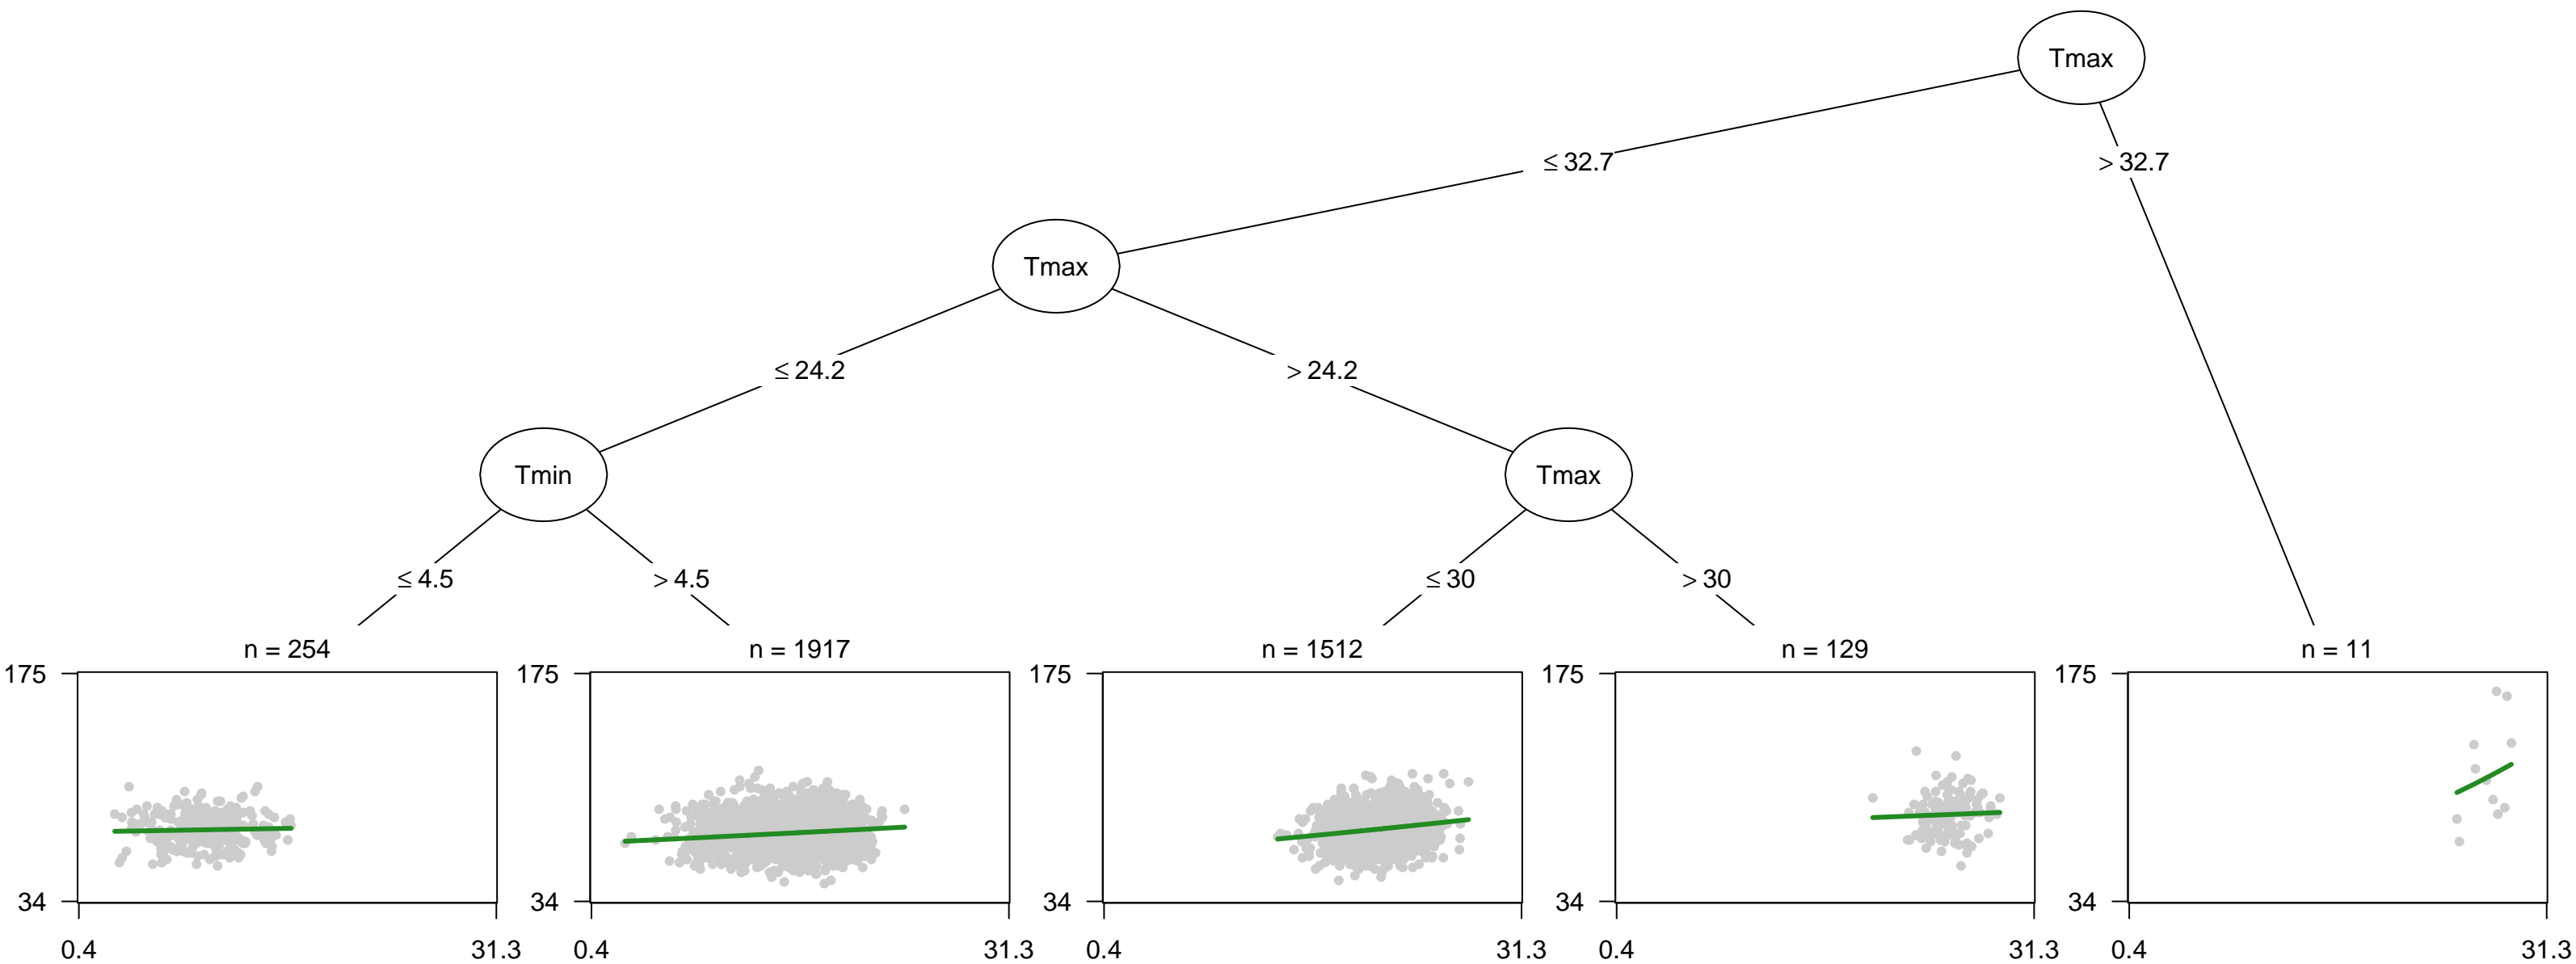 Tmax
≤ 32.7 > 32.7
Tmax
≤ 24.2 > 24.2
Tmin Tmax
≤ 4.5 > 4.5 ≤ 30 > 30
n = 254 n = 1917 n = 1512 n = 129 n = 11
175 175 175 175 175
34 34 34 34 34
0.4 31.3 0.4 31.3 0.4 31.3 0.4 31.3 0.4 31.3